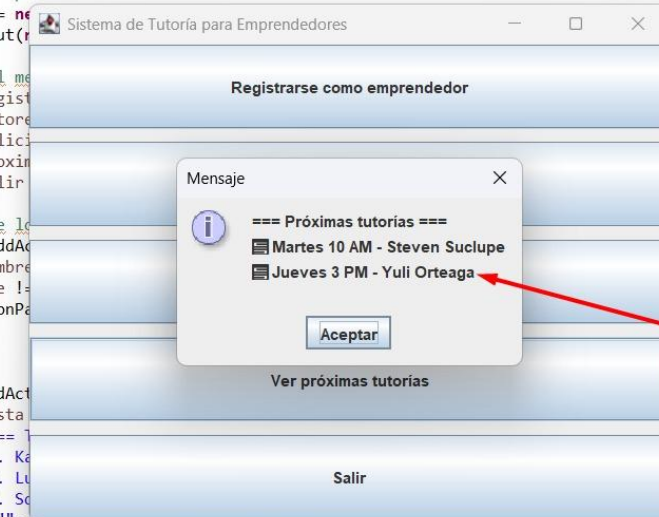 Sistema de Tutoría para Emprendedores
Registrarse como emprendedor
Mensaje
=== Próximas tutorías ===
Martes 10 AM - Steven Suclupe
Jueves 3 PM - Yuli Orteaga
Aceptar
Ver próximas tutorías
Salir